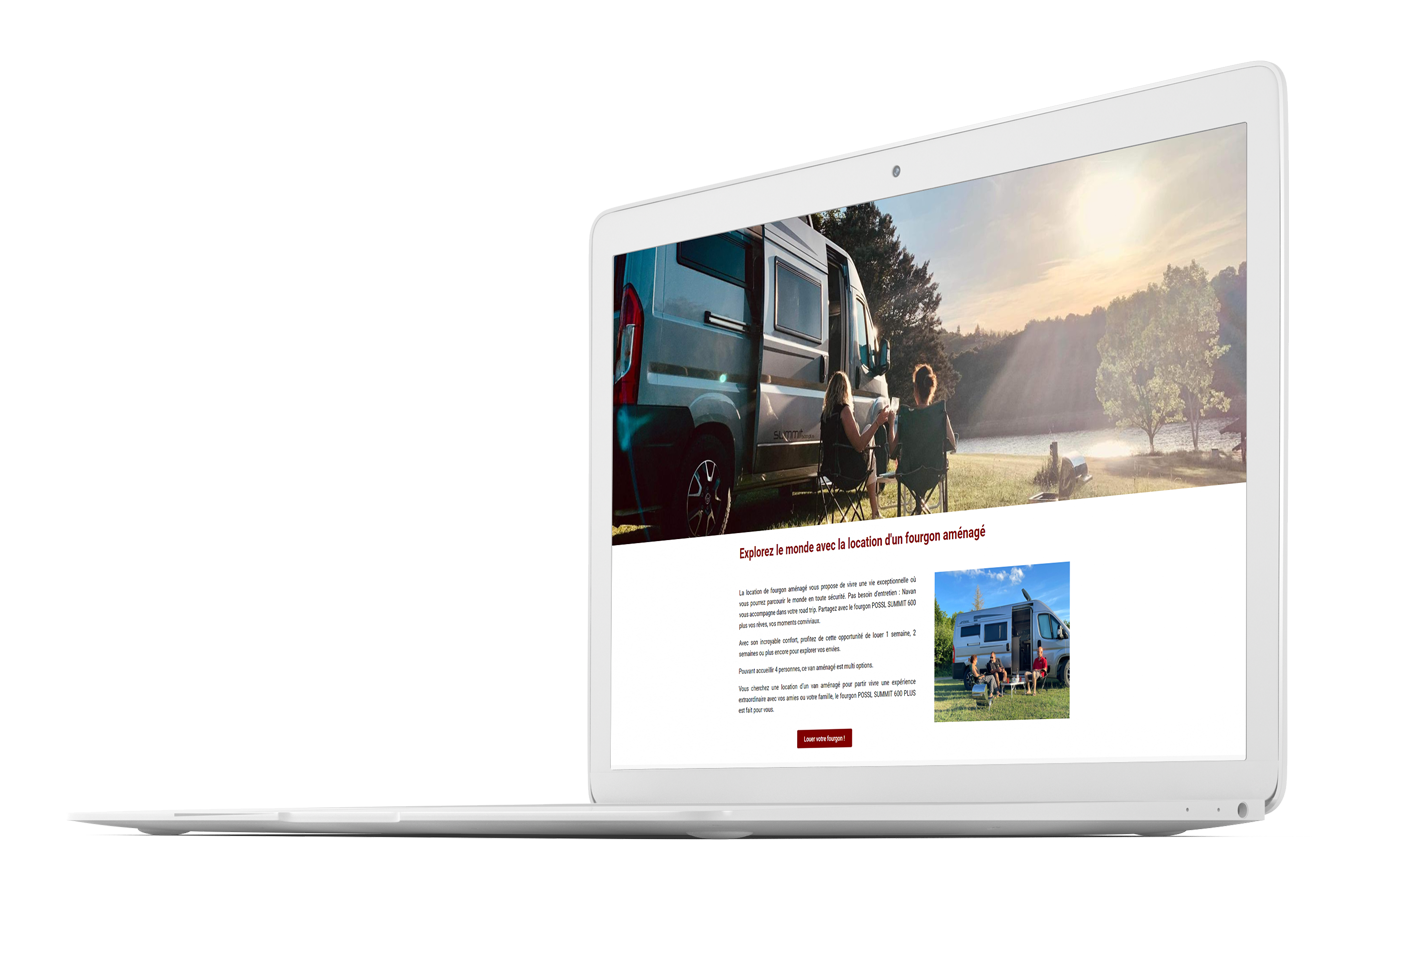 summit
Explorez le monde avec la location d'un fourgon aménagé
La location de fourgon aménagé vous propose de vivre une vie exceptionnelle où
vous pourrez parcourir le monde en toute sécurité. Pas besoin d'entretien : Navan
vous accompagne dans votre road trip. Partagez avec le fourgon POSSL SUMMIT 600
plus vos rêves, vos moments conviviaux.
Avec son incroyable confort, profitez de cette opportunité de louer 1 semaine, 2
semaines ou plus encore pour explorer vos envies.
Pouvant accueillir 4 personnes, ce van aménagé est multi options.
Vous cherchez une location d'un van aménagé pour partir vivre une expérience
extraordinaire avec vos amies ou votre famille, le fourgon POSSL SUMMIT 600 PLUS
est fait pour vous.
Louer votre fourgon !